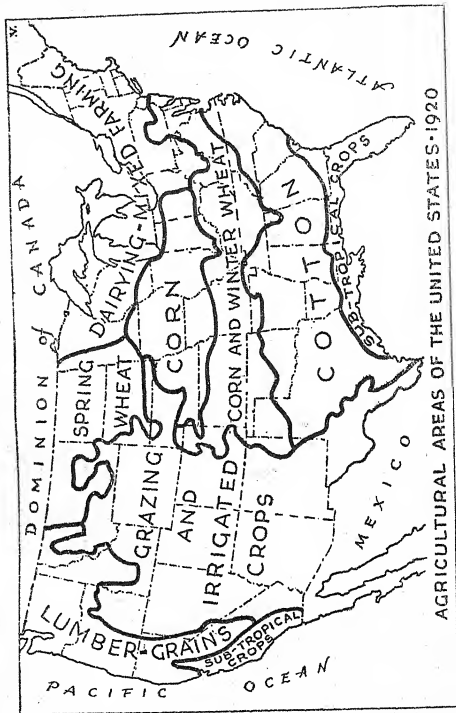 DOMINION of CANADA
PACIFIC OCEAN
ATLANTIC OCEAN
MEXICO
LUMBER-GRAINS
SUB-TROPICAL
CROPS
GRAZING
AND
IRRIGATED
CROPS
SPRING
WHEAT
DAIRYING-MIXED FARMING
CORN
CORN AND WINTER WHEAT
COTTON
SUB-TROPICAL CROPS
M.
AGRICULTURAL AREAS OF THE UNITED STATES-1920